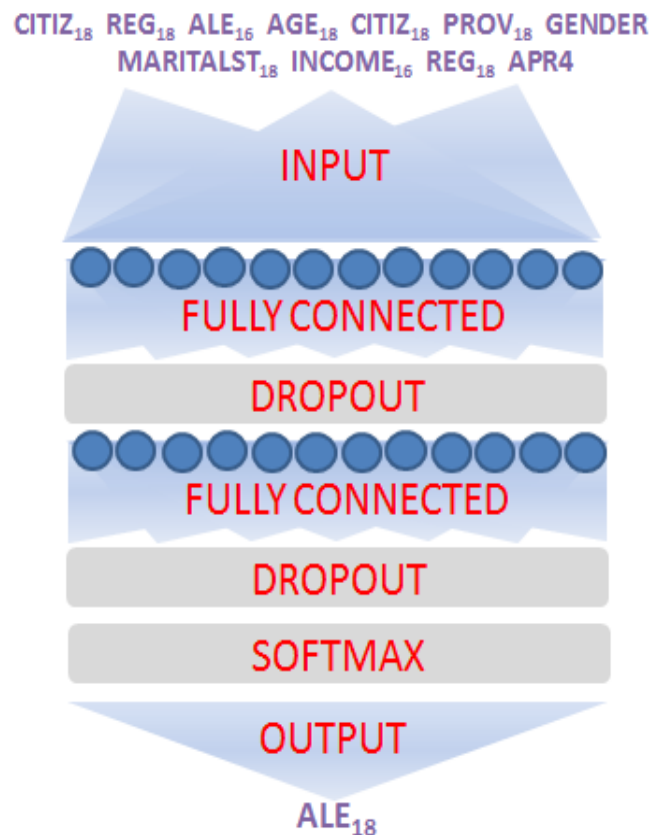 CITIZ₁₈ REG₁₈ ALE₁₆ AGE₁₈ CITIZ₁₈ PROV₁₈ GENDER
MARITALST₁₈ INCOME₁₆ REG₁₈ APR4
INPUT
FULLY CONNECTED
DROPOUT
FULLY CONNECTED
DROPOUT
SOFTMAX
OUTPUT
ALE₁₈